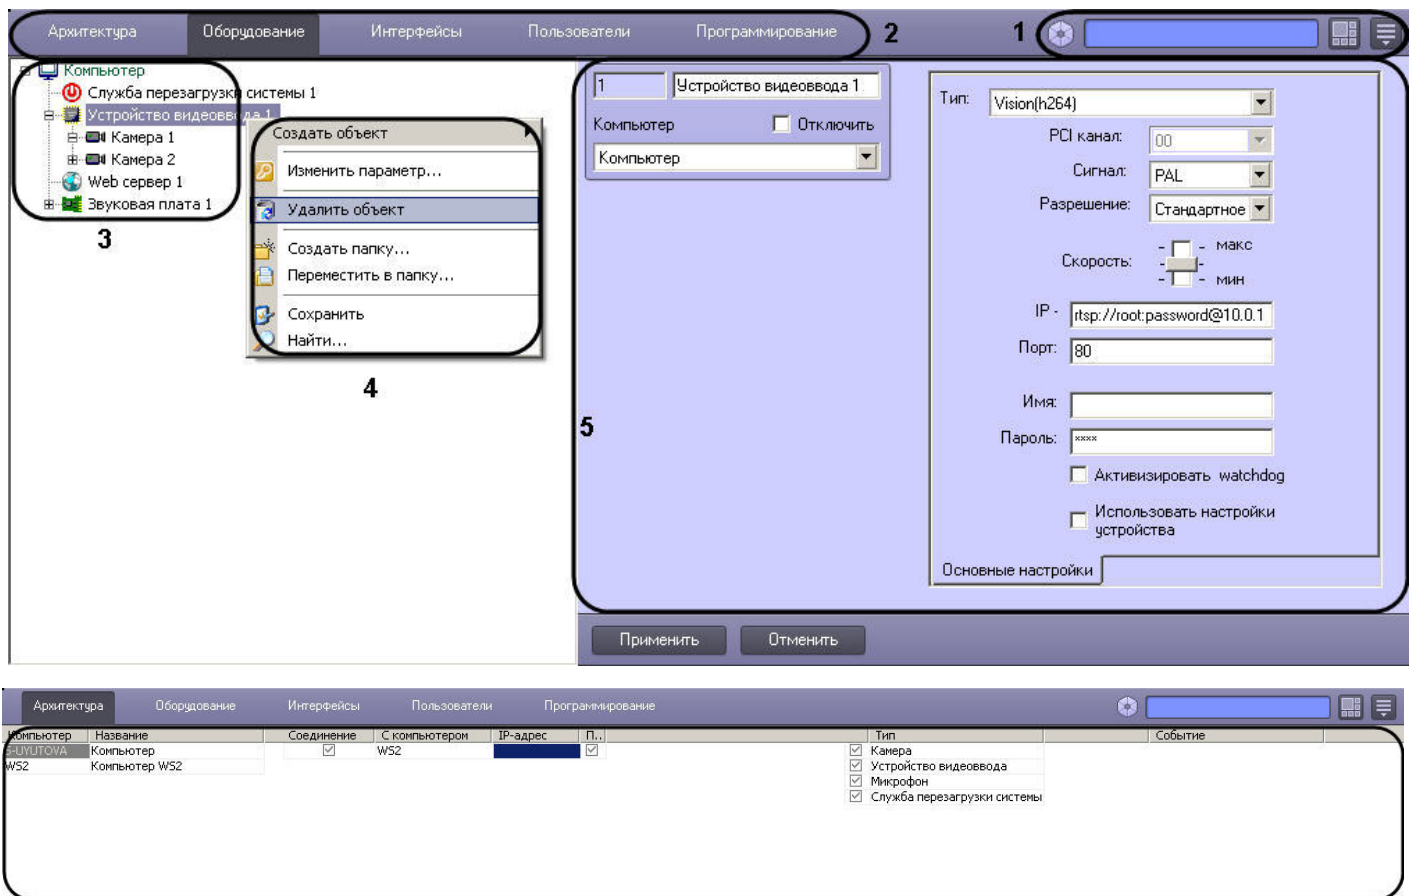 Архитектура Оборудование Интерфейсы Пользователи Программирование 2 1
Компьютер
Служба перезагрузки системы 1
Устройство видеоввода 1
Камера 1
Камера 2
Web сервер 1
Звуковая плата 1
3
Создать объект
Изменить параметр...
Удалить объект
Создать папку...
Переместить в папку...
Сохранить
Найти...
4
5
1 Устройство видеоввода 1
Компьютер Отключить
Компьютер
Тип: Vision(h264)
PCI канал: 00
Сигнал: PAL
Разрешение: Стандартное
Скорость: - - макс
- -
- - мин
IP - rtsp://root:password@10.0.1
Порт: 80
Имя:
Пароль: ××××
Активизировать watchdog
Использовать настройки
устройства
Основные настройки
Применить Отменить
Архитектура Оборудование Интерфейсы Пользователи Программирование
Компьютер Название Соединение С компьютером IP-адрес П.. Тип Событие
S-UYUTOVA Компьютер WS2 Камера
WS2 Компьютер WS2 Устройство видеоввода
Микрофон
Служба перезагрузки системы